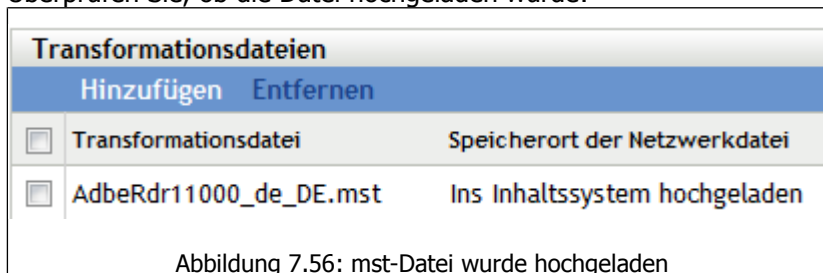 Überprüfen Sie, ob die Datei hochgeladen wurde.
Transformationsdateien
Hinzufügen Entfernen
Transformationsdatei Speicherort der Netzwerkdatei
AdbeRdr11000_de_DE.mst Ins Inhaltssystem hochgeladen
Abbildung 7.56: mst-Datei wurde hochgeladen